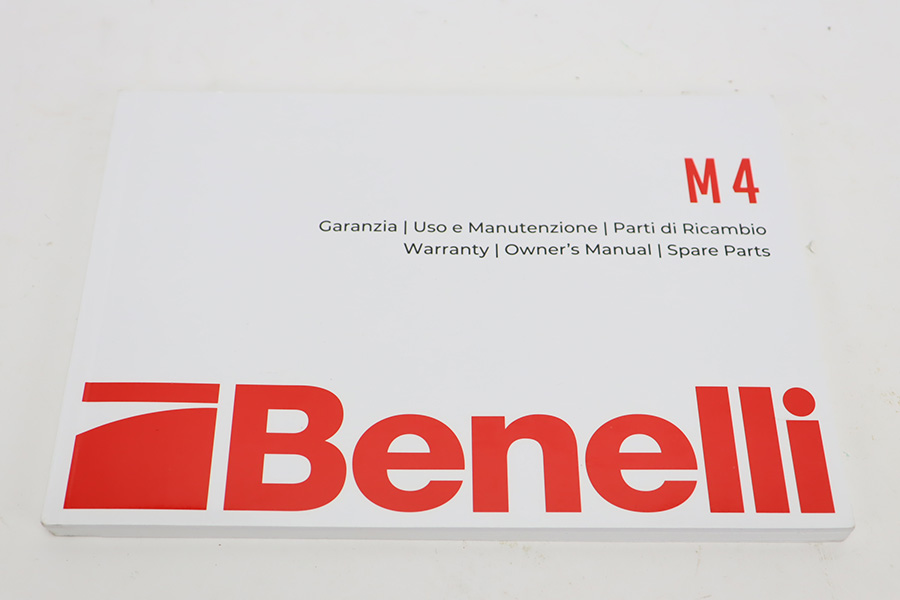 M4
Garanzia | Uso e Manutenzione | Parti di Ricambio
Warranty | Owner's Manual | Spare Parts
Benelli